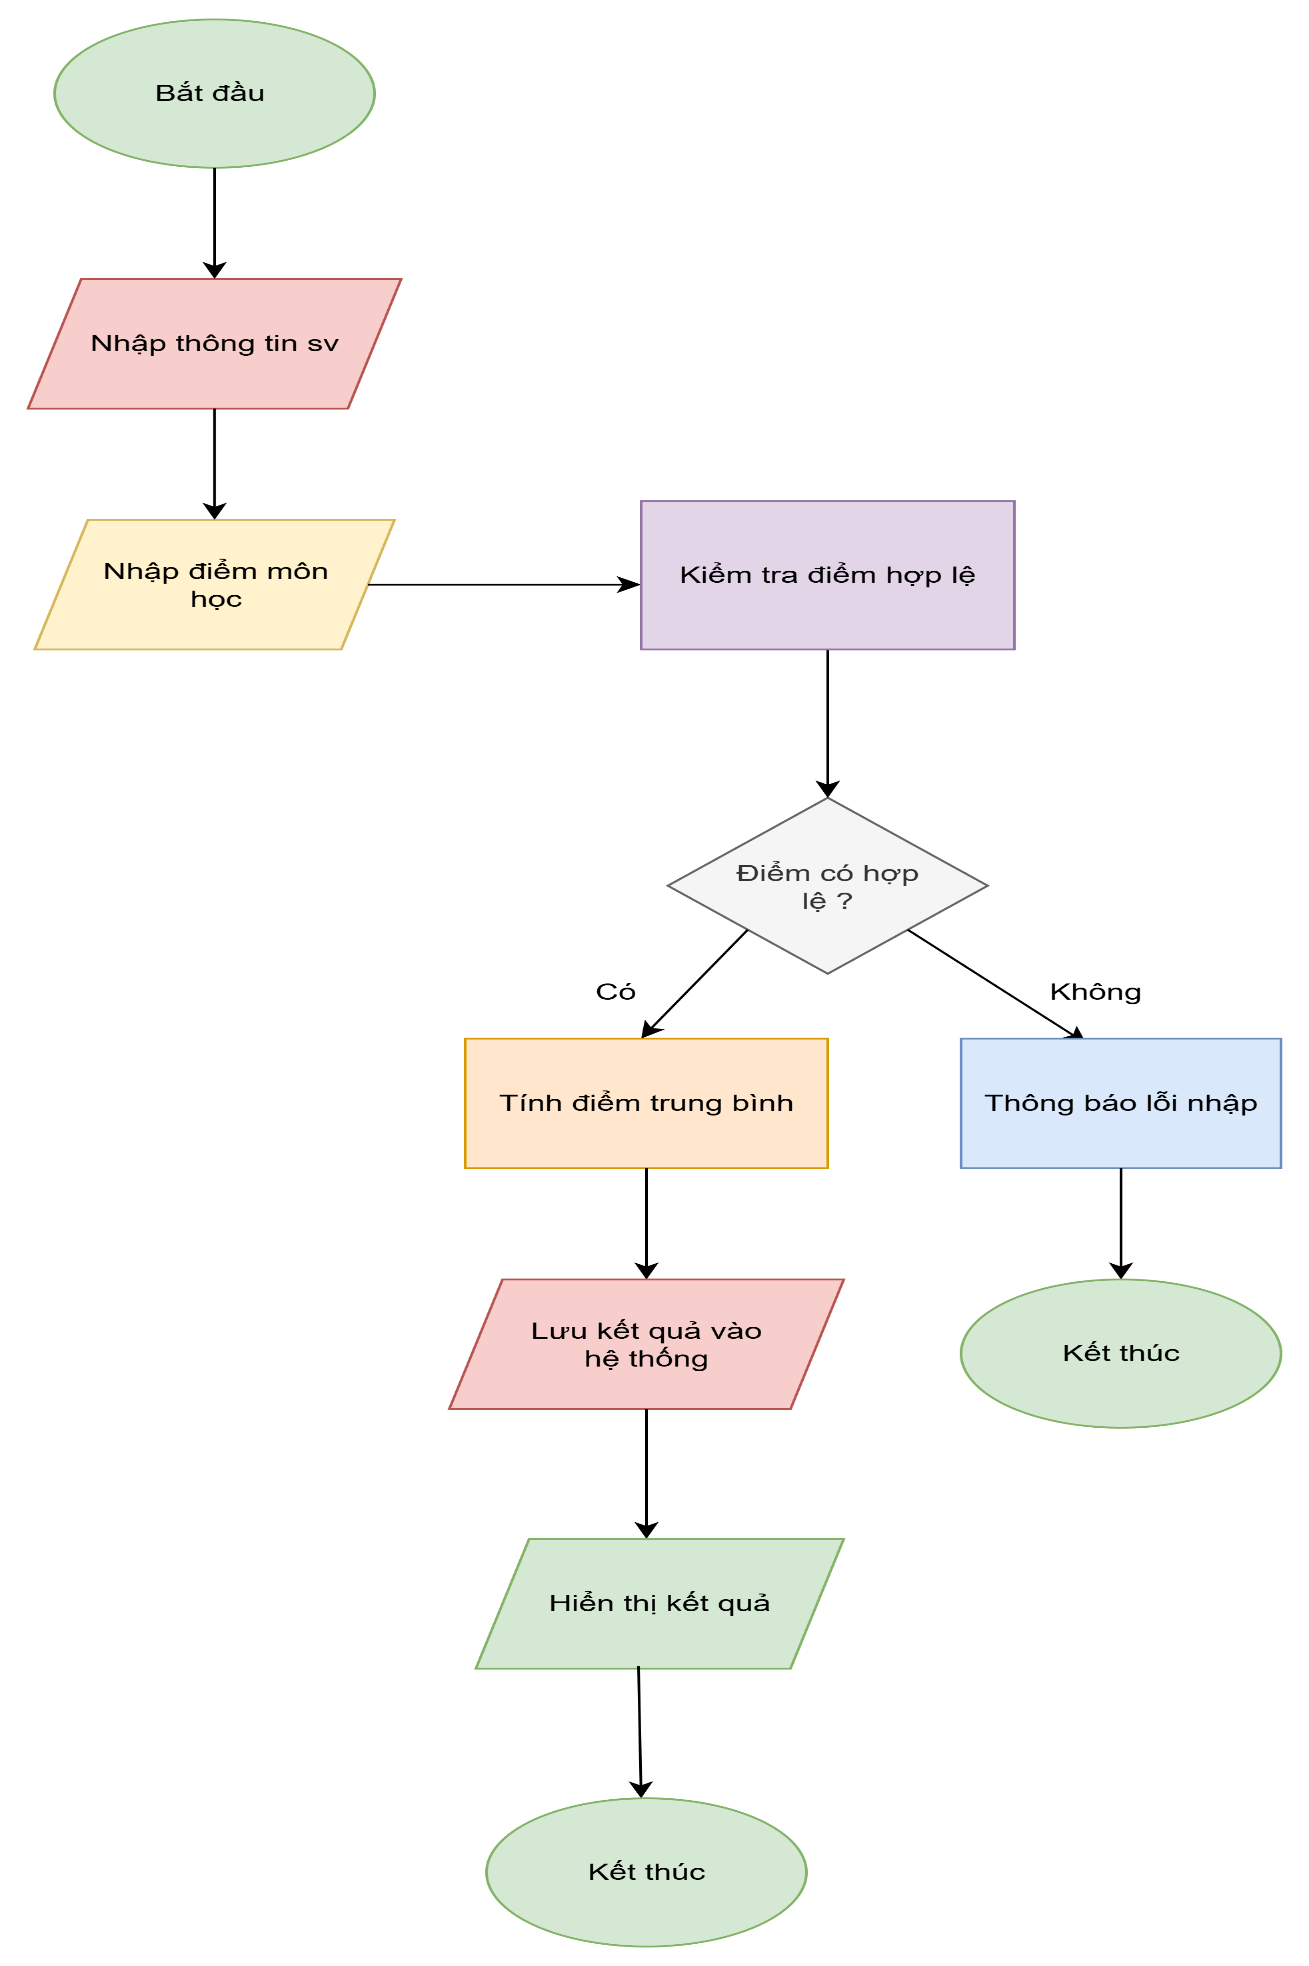 Bắt đầu
Nhập thông tin sv
Nhập điểm môn
học
Kiểm tra điểm hợp lệ
Điểm có hợp
lệ ?
Có
Không
Tính điểm trung bình
Thông báo lỗi nhập
Lưu kết quả vào
hệ thống
Kết thúc
Hiển thị kết quả
Kết thúc